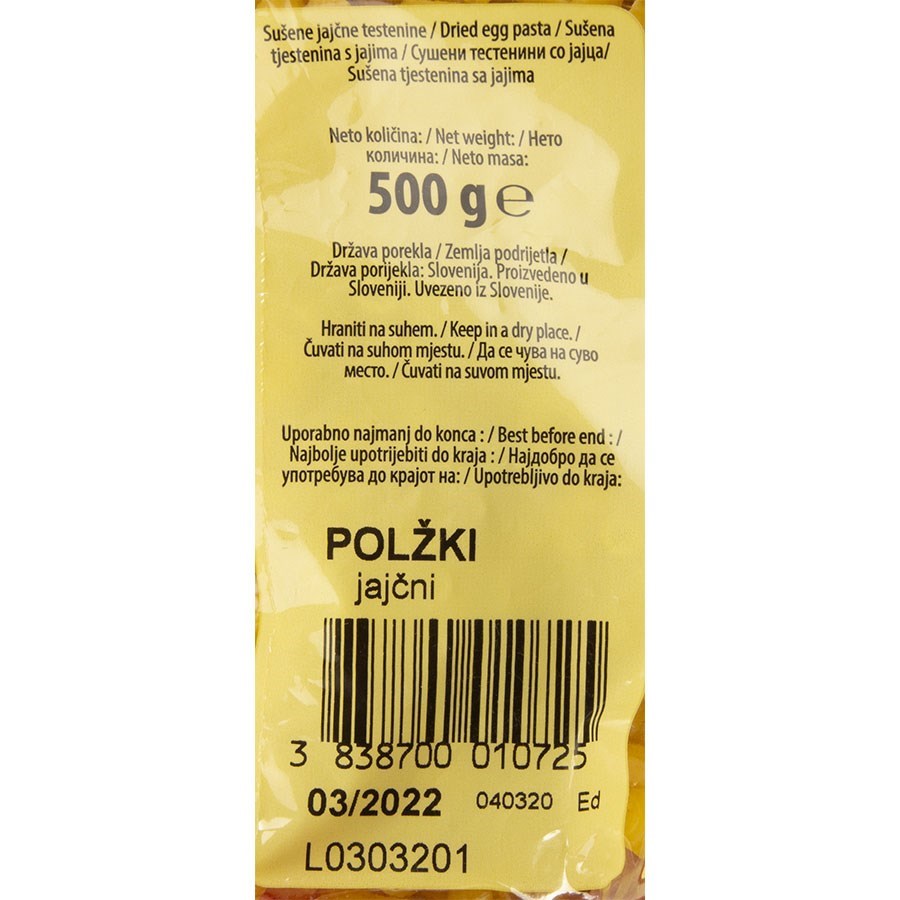 Sušene jajčne testenine / Dried egg pasta / Sušena
tjestenina s jajima / Сушени тестенини со јајца/
Sušena tjestenina sa jajima
Neto količina: / Net weight: / Нето
количина: / Neto masa:
500 g ℮
Država porekla / Zemlja podrijetla /
Država porijekla: Slovenija. Proizvedeno u
Sloveniji. Uvezeno iz Slovenije.
Hraniti na suhem. / Keep in a dry place. /
Čuvati na suhom mjestu. / Да се чува на суво
место. / Čuvati na suvom mjestu.
Uporabno najmanj do konca : / Best before end : /
Najbolje upotrijebiti do kraja : / Најдобро да се
употребува до крајот на: / Upotrebljivo do kraja:
POLŽKI
jajčni
3 838700 010725
03/2022 040320 Ed
L0303201